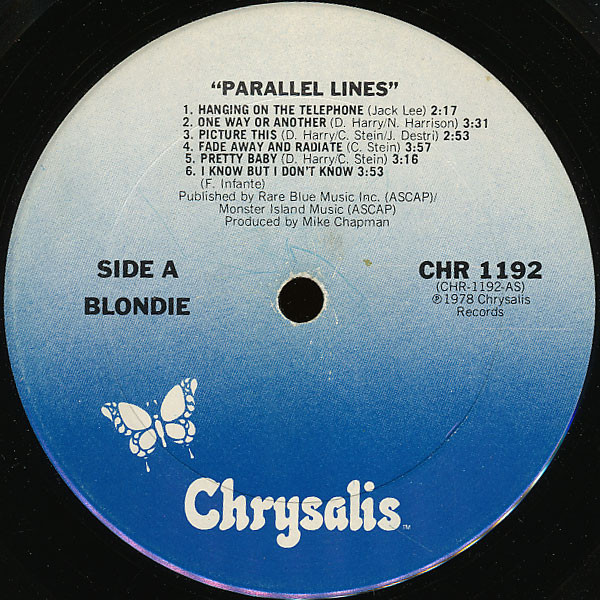 “PARALLEL LINES”
1. HANGING ON THE TELEPHONE (Jack Lee) 2:17
2. ONE WAY OR ANOTHER (D. Harry/N. Harrison) 3:31
3. PICTURE THIS (D. Harry/C. Stein/J. Destri) 2:53
4. FADE AWAY AND RADIATE (C. Stein) 3:57
5. PRETTY BABY (D. Harry/C. Stein) 3:16
6. I KNOW BUT I DON'T KNOW 3:53
(F. Infante)
Published by Rare Blue Music Inc. (ASCAP)/
Monster Island Music (ASCAP)
Produced by Mike Chapman
SIDE A
BLONDIE
CHR 1192
(CHR-1192-AS)
℗1978 Chrysalis
Records
Chrysalis™